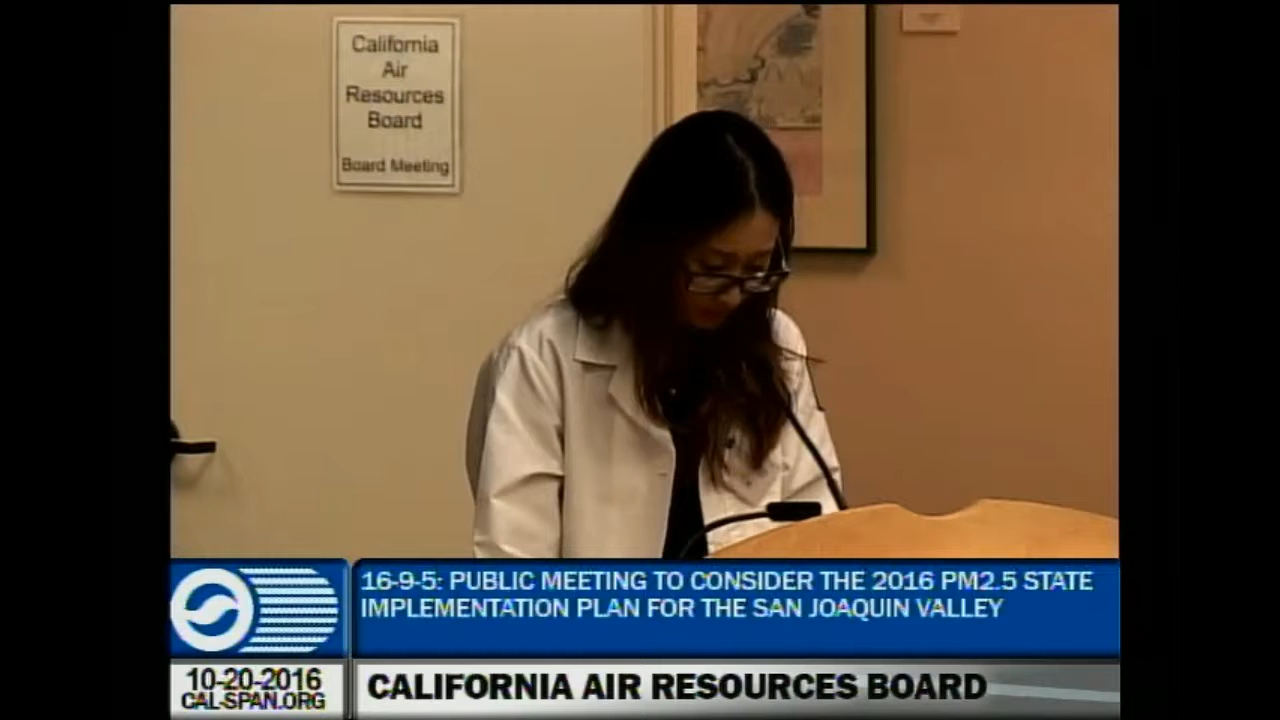 California
Air
Resources
Board
Board Meeting
16-9-5: PUBLIC MEETING TO CONSIDER THE 2016 PM2.5 STATE
IMPLEMENTATION PLAN FOR THE SAN JOAQUIN VALLEY
10-20-2016
CAL-SPAN.ORG
CALIFORNIA AIR RESOURCES BOARD